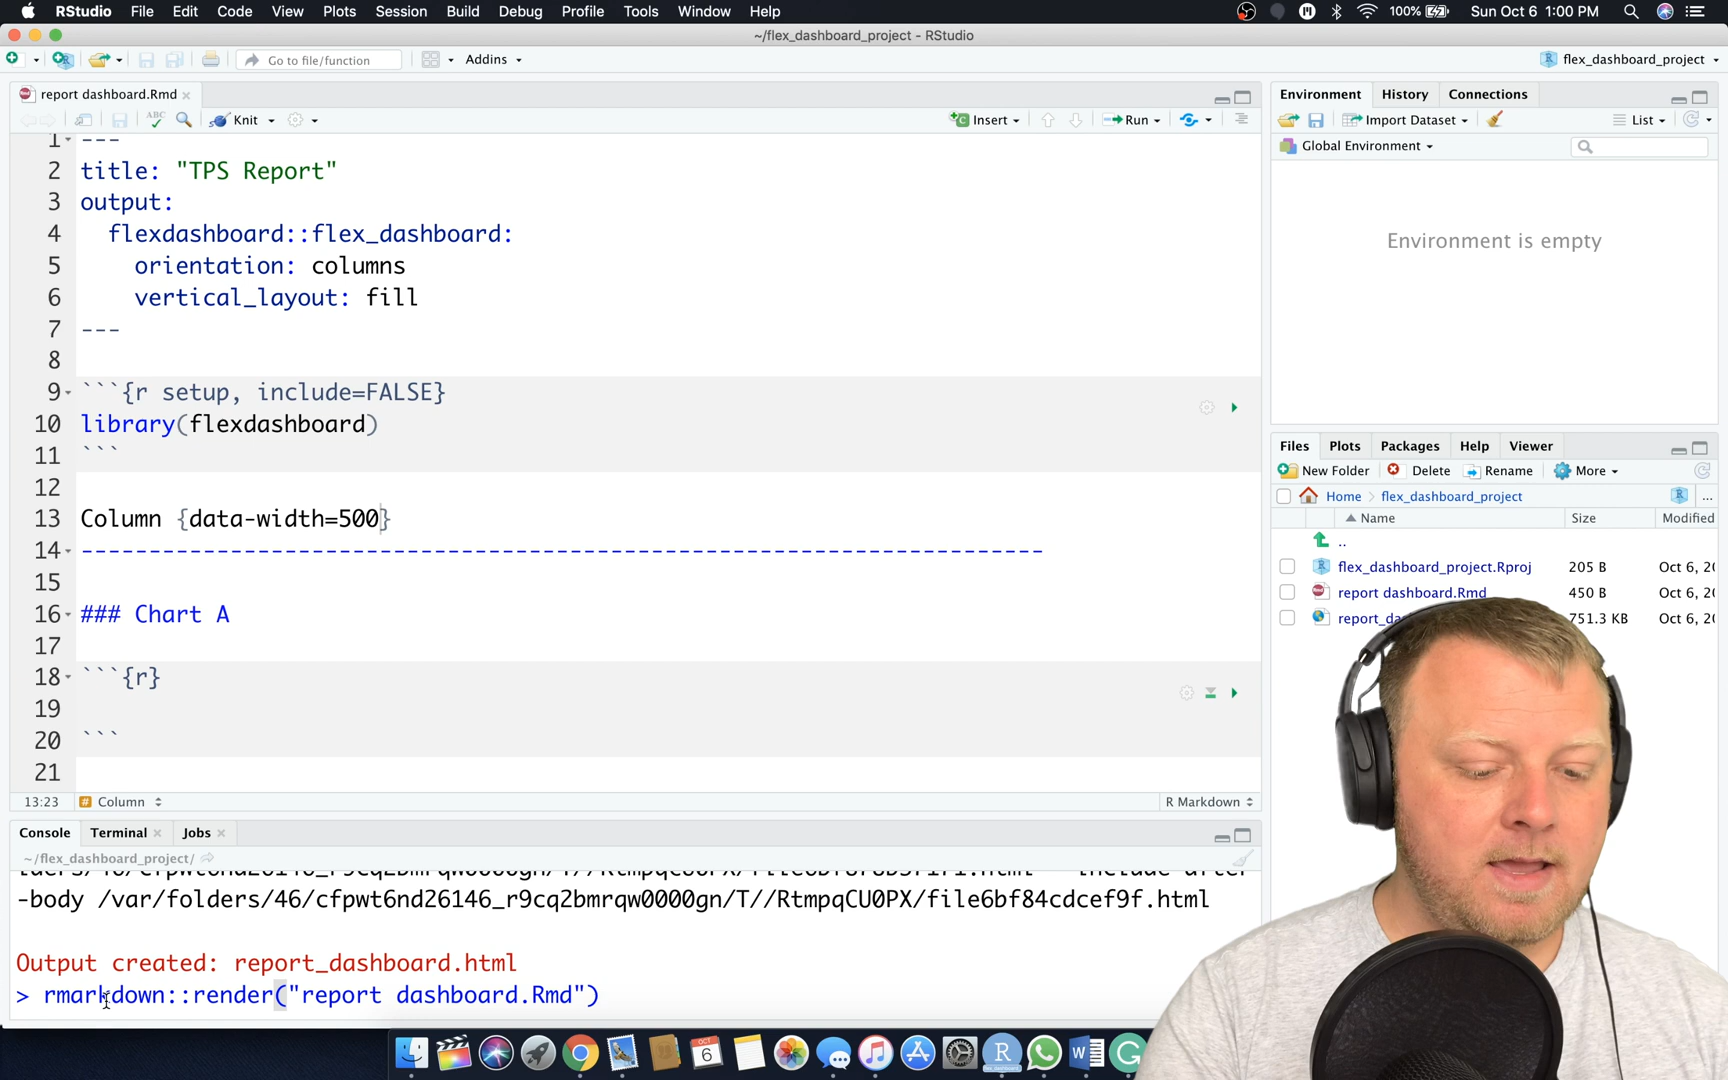 RStudio File Edit Code View Plots Session Build Debug Profile Tools Window Help 100% Sun Oct 6 1:00 PM
~/flex_dashboard_project - RStudio
Go to file/function Addins flex_dashboard_project
report dashboard.Rmd
ABC Knit Insert Run
1 ---
2 title: "TPS Report"
3 output:
4 flexdashboard::flex_dashboard:
5 orientation: columns
6 vertical_layout: fill
7 ---
8
9 ```{r setup, include=FALSE}
10 library(flexdashboard)
11 ```
12
13 Column {data-width=500}
14 -----------------------------------------------------------------------
15
16 ### Chart A
17
18 ```{r}
19
20 ```
21
13:23 # Column R Markdown
Console Terminal Jobs
~/flex_dashboard_project/
-body /var/folders/46/cfpwt6nd26146_r9cq2bmrqw0000gn/T//RtmpqCU0PX/file6bf84cdcef9f.html
Output created: report_dashboard.html
> rmarkdown::render("report dashboard.Rmd")
Environment History Connections
Import Dataset List
Global Environment
Environment is empty
Files Plots Packages Help Viewer
New Folder Delete Rename More
Home flex_dashboard_project ...
Name Size Modified
..
flex_dashboard_project.Rproj 205 B Oct 6, 20
report dashboard.Rmd 450 B Oct 6, 20
report_da 751.3 KB Oct 6, 20
OCT
6